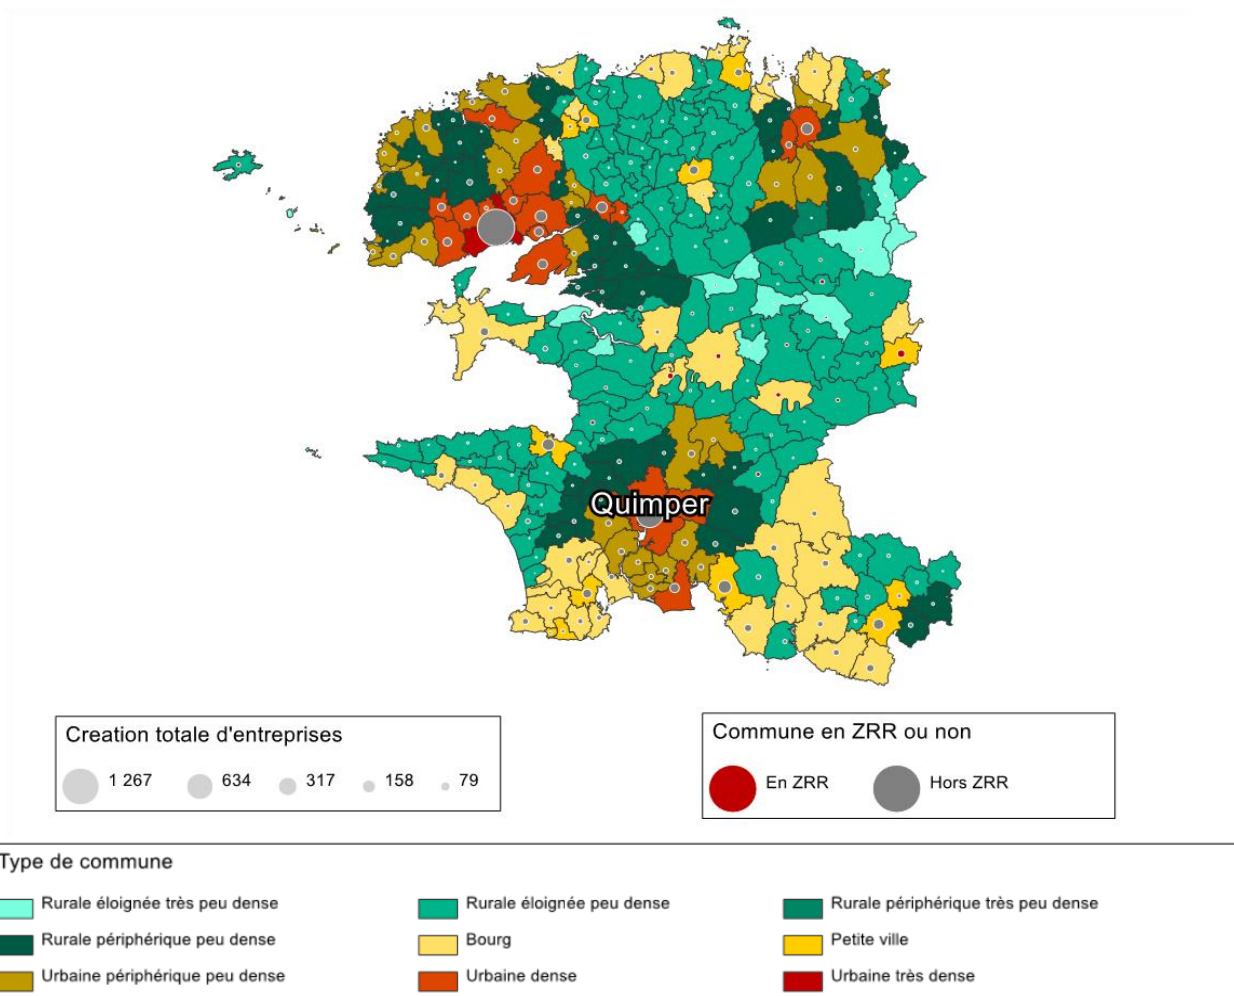 Quimper
Creation totale d'entreprises
1 267 634 317 158 79
Commune en ZRR ou non
En ZRR Hors ZRR
Type de commune
Rurale éloignée très peu dense Rurale éloignée peu dense Rurale périphérique très peu dense
Rurale périphérique peu dense Bourg Petite ville
Urbaine périphérique peu dense Urbaine dense Urbaine très dense